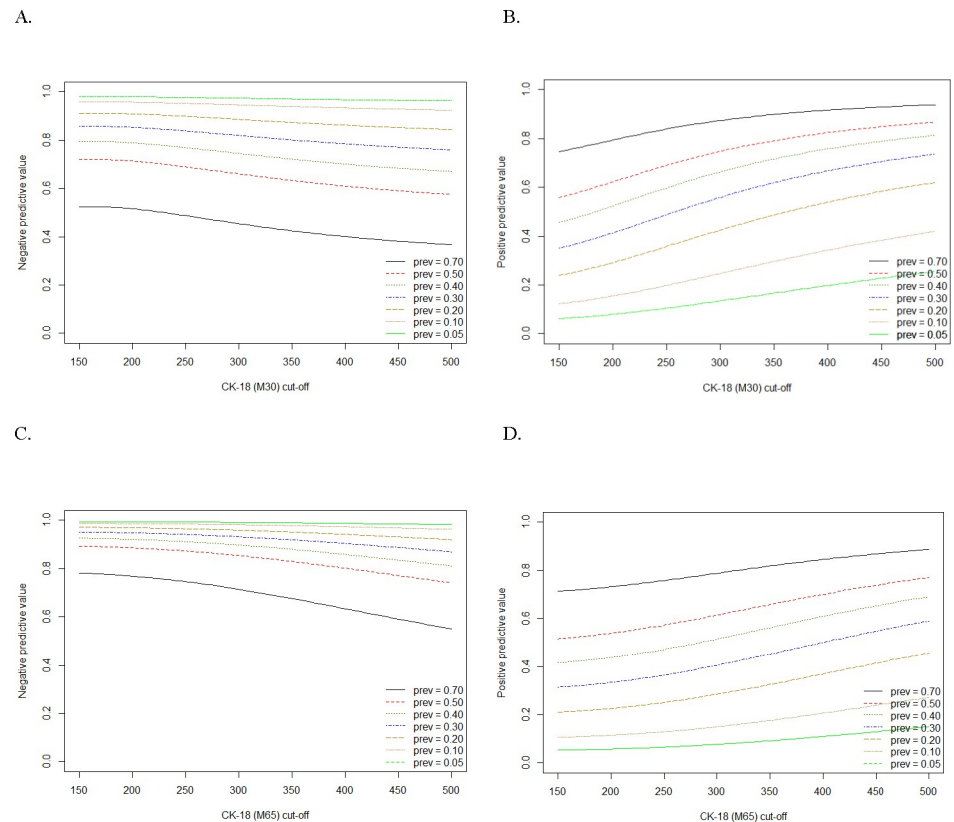 A.
Negative predictive value
1.0
0.8
0.6
0.4
0.2
0.0
prev = 0.70
prev = 0.50
prev = 0.40
prev = 0.30
prev = 0.20
prev = 0.10
prev = 0.05
150 200 250 300 350 400 450 500
CK-18 (M30) cut-off
B.
Positive predictive value
1.0
0.8
0.6
0.4
0.2
0.0
prev = 0.70
prev = 0.50
prev = 0.40
prev = 0.30
prev = 0.20
prev = 0.10
prev = 0.05
150 200 250 300 350 400 450 500
CK-18 (M30) cut-off
C.
Negative predictive value
1.0
0.8
0.6
0.4
0.2
0.0
prev = 0.70
prev = 0.50
prev = 0.40
prev = 0.30
prev = 0.20
prev = 0.10
prev = 0.05
150 200 250 300 350 400 450 500
CK-18 (M65) cut-off
D.
Positive predictive value
1.0
0.8
0.6
0.4
0.2
0.0
prev = 0.70
prev = 0.50
prev = 0.40
prev = 0.30
prev = 0.20
prev = 0.10
prev = 0.05
150 200 250 300 350 400 450 500
CK-18 (M65) cut-off